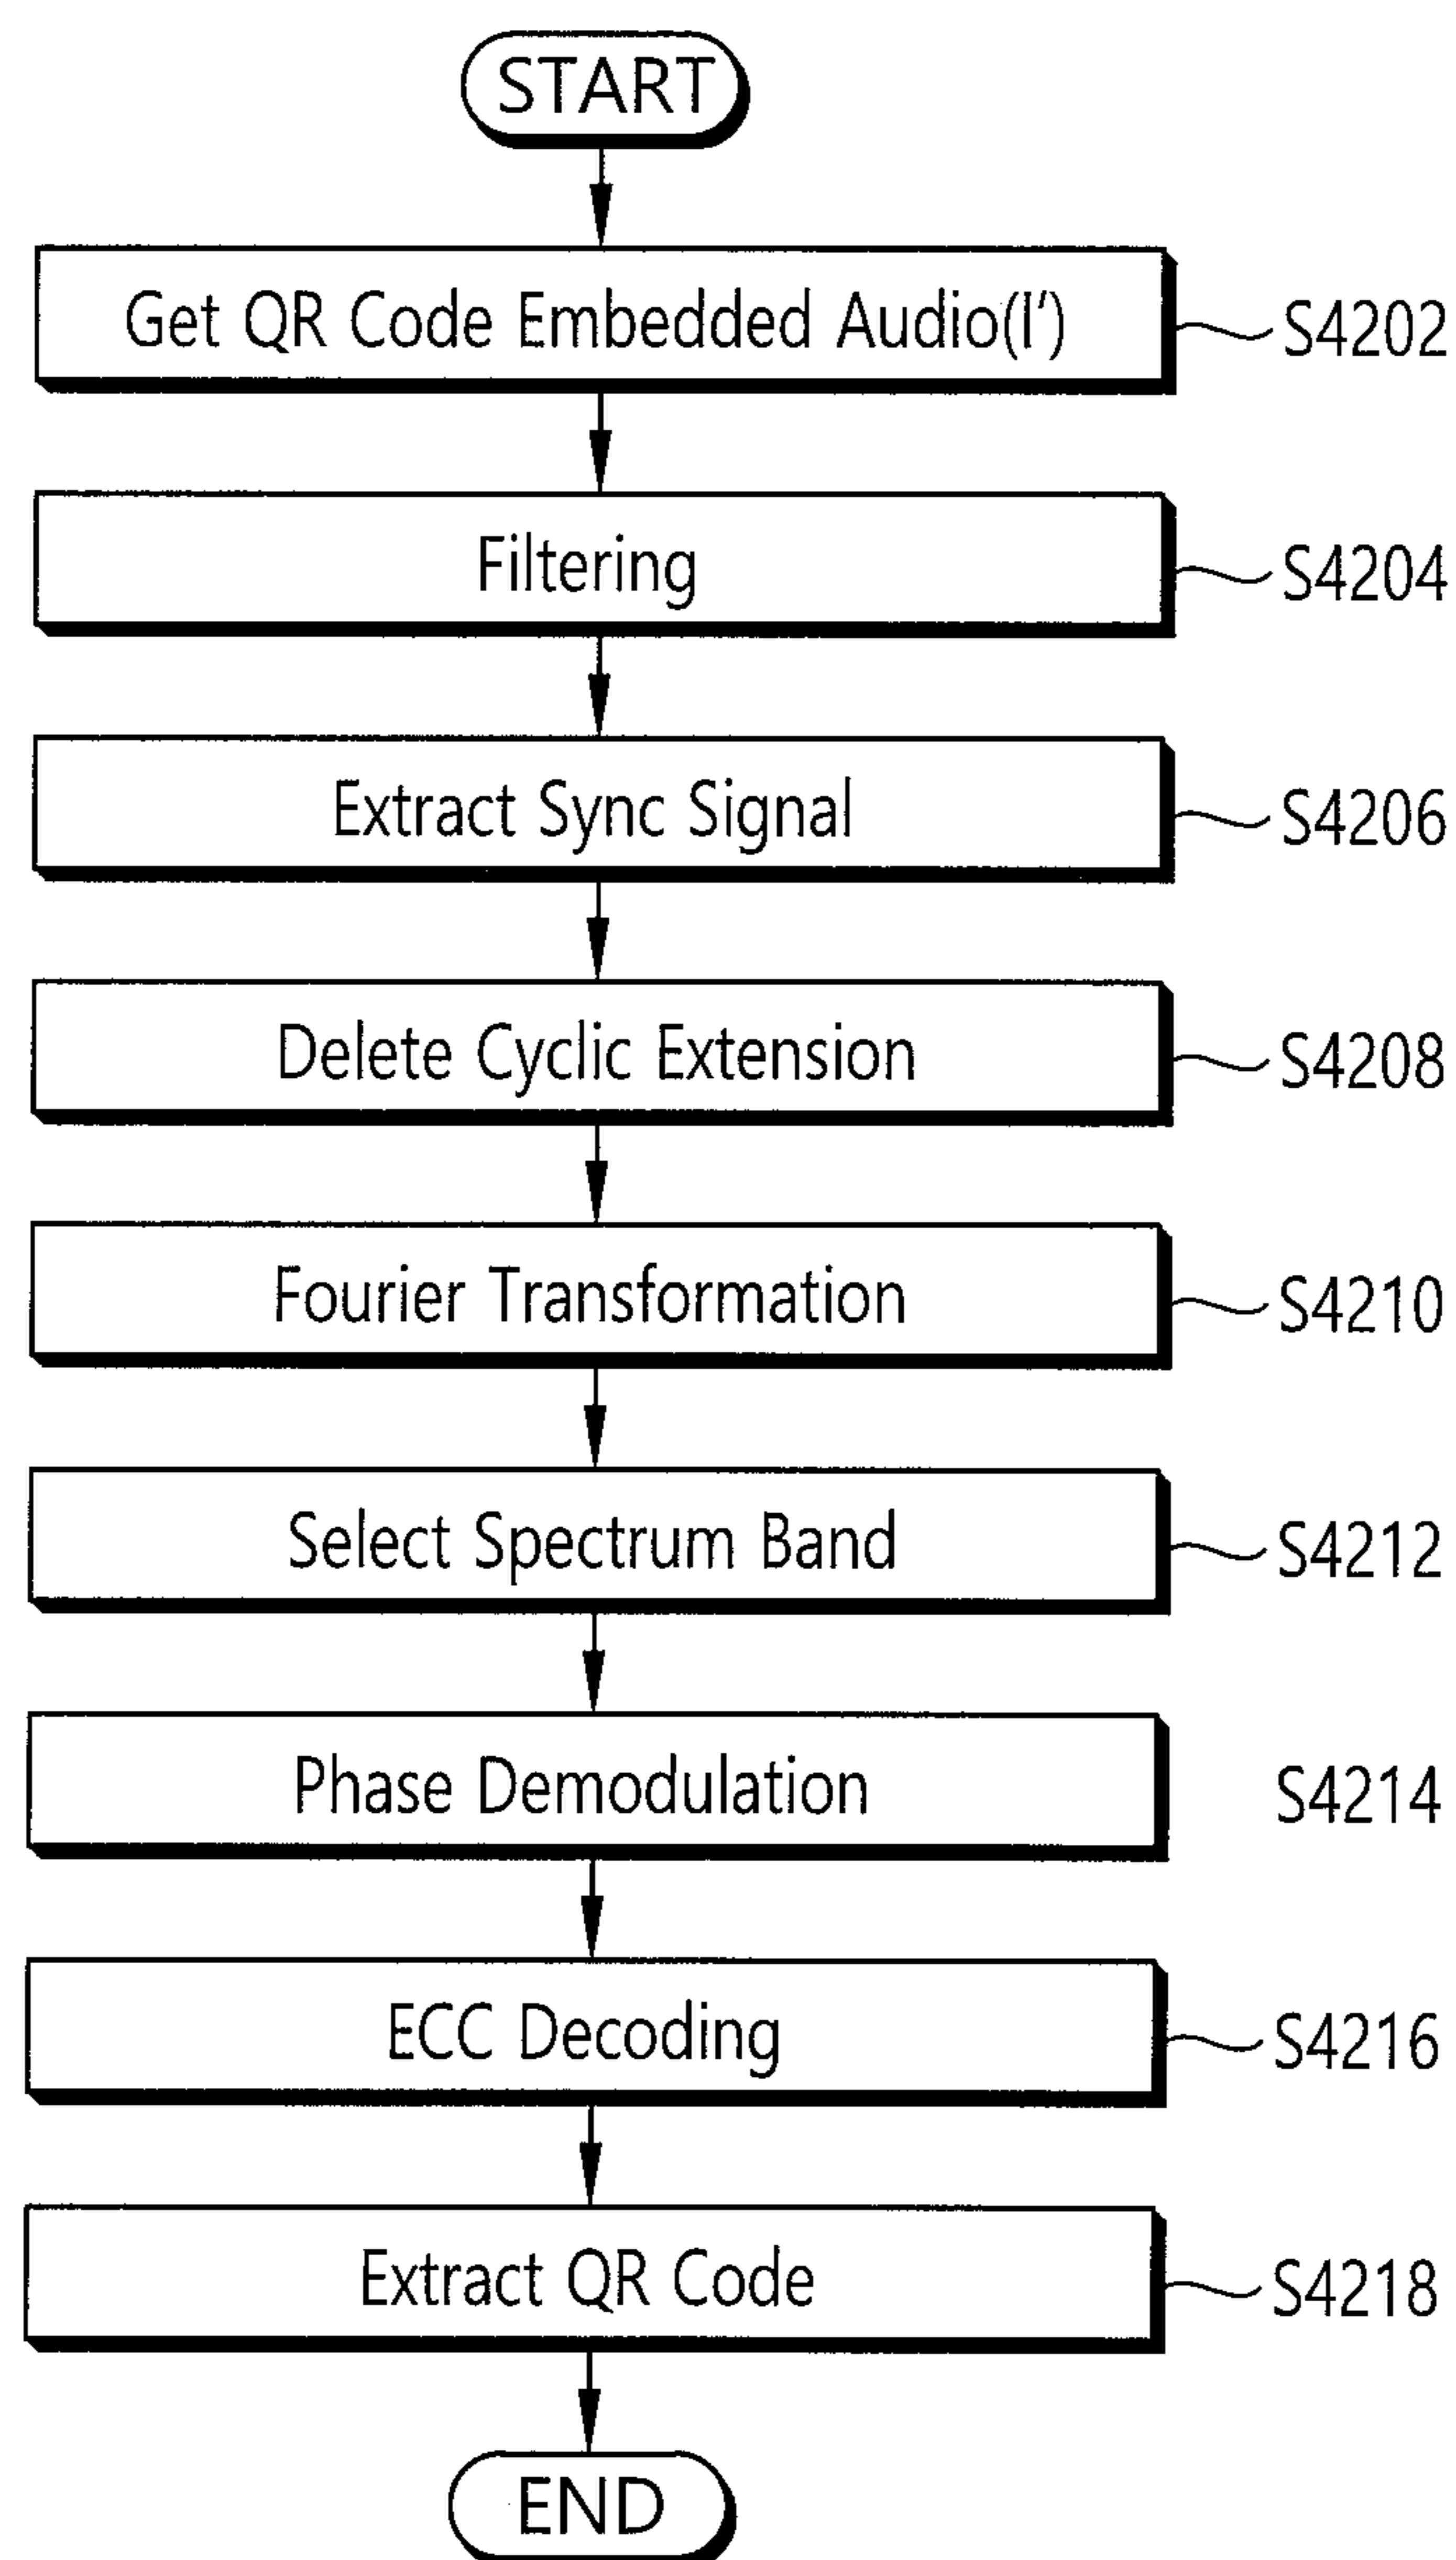 START
Get QR Code Embedded Audio(I')
S4202
Filtering
S4204
Extract Sync Signal
S4206
Delete Cyclic Extension
S4208
Fourier Transformation
S4210
Select Spectrum Band
S4212
Phase Demodulation
S4214
ECC Decoding
S4216
Extract QR Code
S4218
END